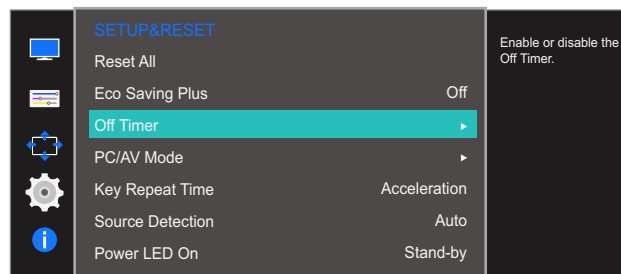 SETUP&RESET
Reset All
Eco Saving Plus Off
Off Timer ►
PC/AV Mode ►
Key Repeat Time Acceleration
Source Detection Auto
Power LED On Stand-by
Enable or disable the
Off Timer.
i